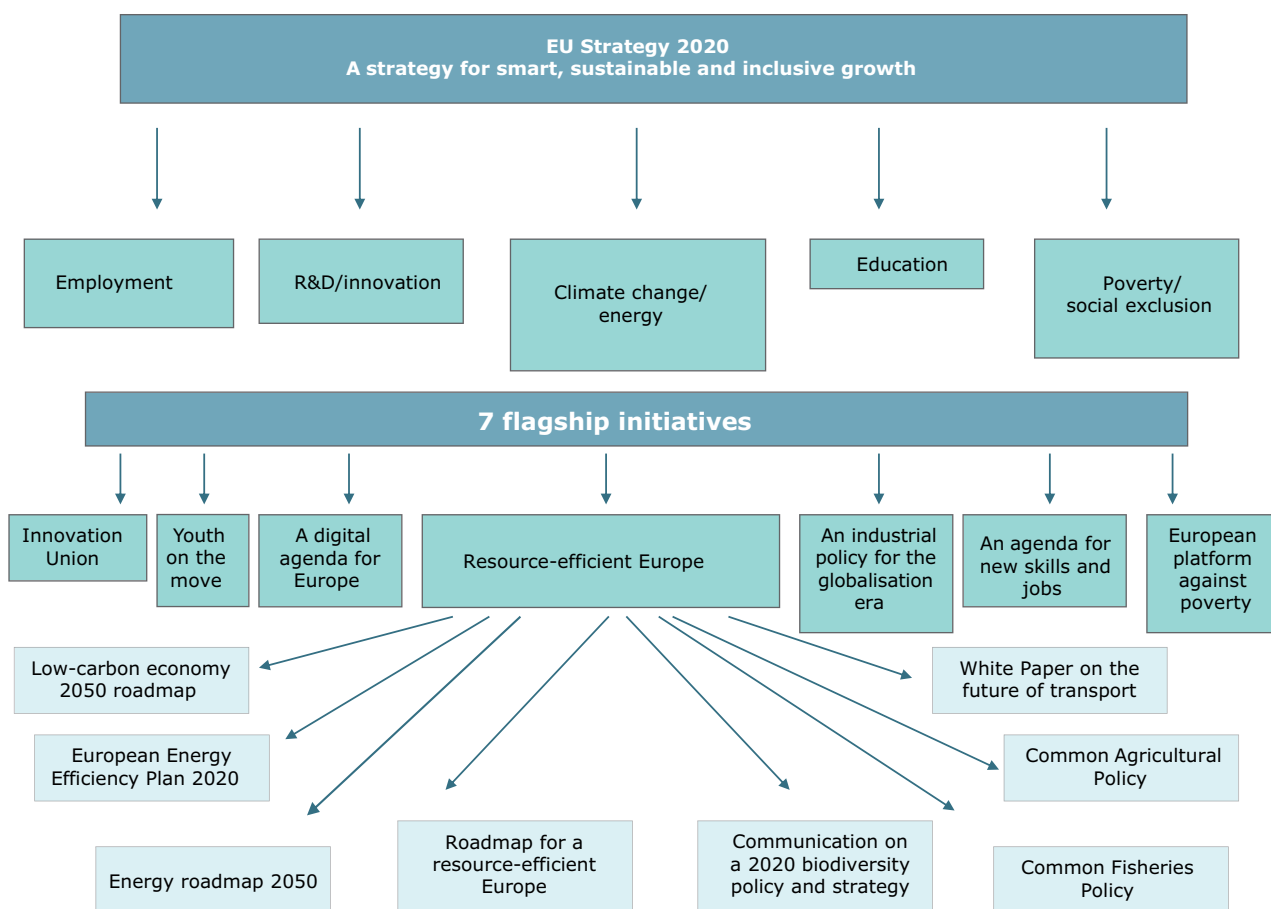 EU Strategy 2020
A strategy for smart, sustainable and inclusive growth
Employment
R&D/innovation
Climate change/
energy
Education
Poverty/
social exclusion
7 flagship initiatives
Innovation
Union
Youth
on the
move
A digital
agenda for
Europe
Resource-efficient Europe
An industrial
policy for the
globalisation
era
An agenda for
new skills and
jobs
European
platform
against
poverty
Low-carbon economy
2050 roadmap
White Paper on the
future of transport
European Energy
Efficiency Plan 2020
Common Agricultural
Policy
Energy roadmap 2050
Roadmap for a
resource-efficient
Europe
Communication on
a 2020 biodiversity
policy and strategy
Common Fisheries
Policy